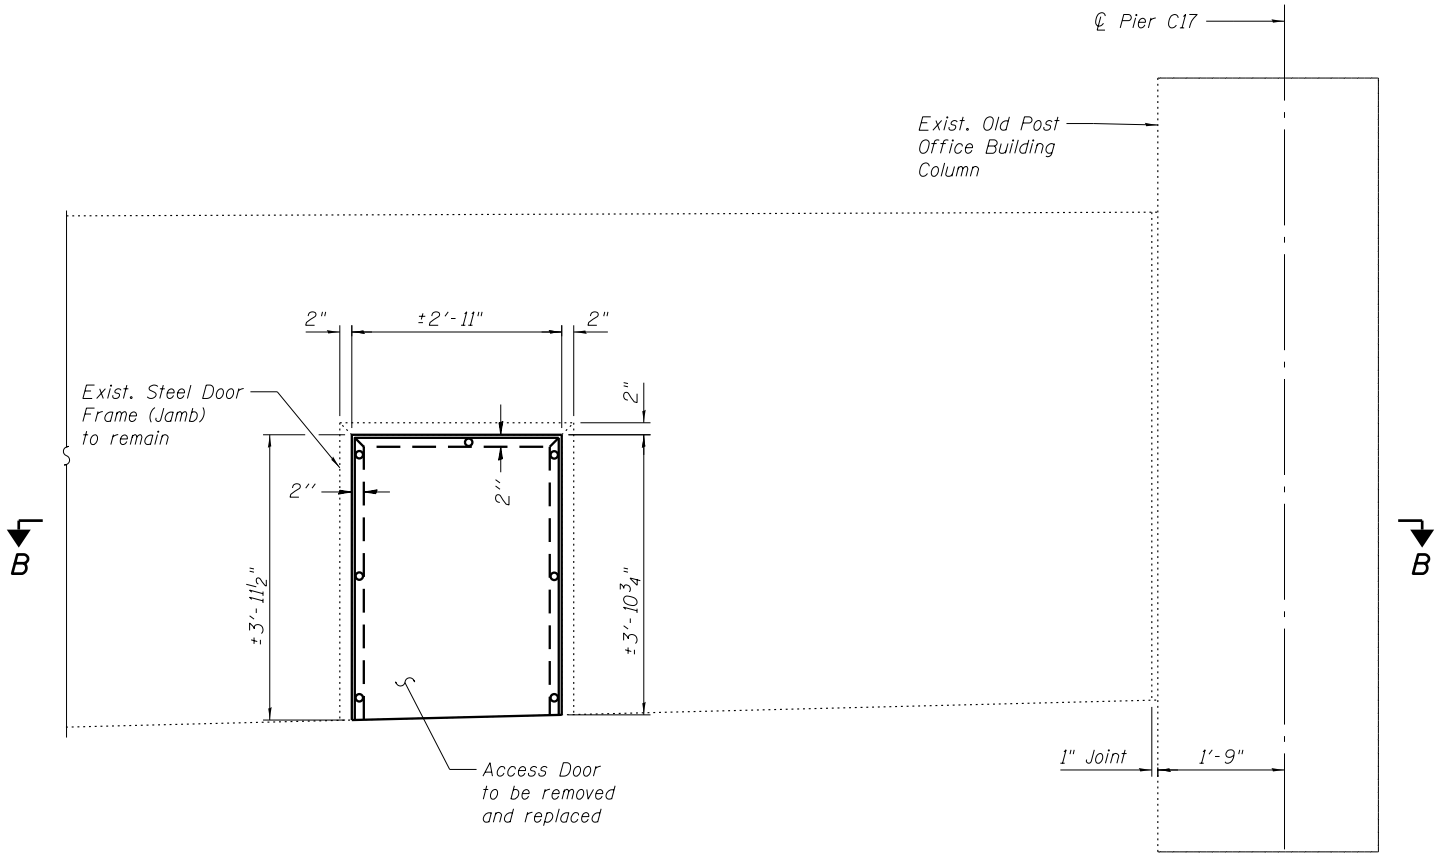 ℄ Pier C17
Exist. Old Post
Office Building
Column
2"
±2'-11"
2"
2"
Exist. Steel Door
Frame (Jamb)
to remain
2''
2''
±3'-11½"
±3'-10¾"
B
B
1" Joint
1'-9"
Access Door
to be removed
and replaced